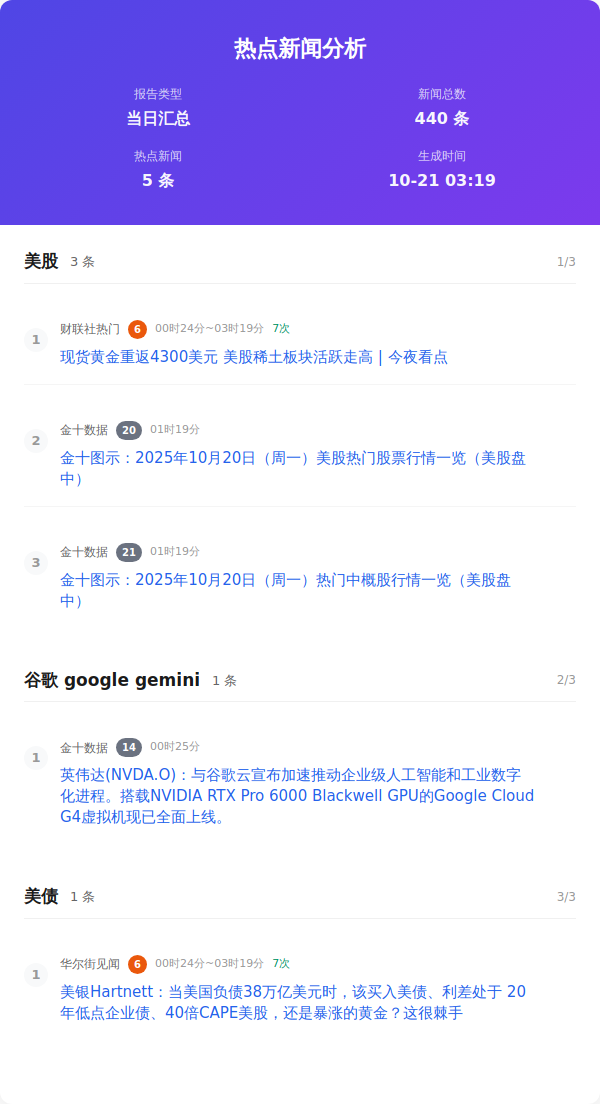 热点新闻分析
报告类型
新闻总数
当日汇总
440 条
热点新闻
生成时间
5 条
10-21 03:19
美股 3 条 1/3
1 财联社热门 6 00时24分~03时19分 7次
现货黄金重返4300美元 美股稀土板块活跃走高 | 今夜看点
2 金十数据 20 01时19分
金十图示：2025年10月20日（周一）美股热门股票行情一览（美股盘
中）
3 金十数据 21 01时19分
金十图示：2025年10月20日（周一）热门中概股行情一览（美股盘
中）
谷歌 google gemini 1 条 2/3
1 金十数据 14 00时25分
英伟达(NVDA.O)：与谷歌云宣布加速推动企业级人工智能和工业数字
化进程。搭载NVIDIA RTX Pro 6000 Blackwell GPU的Google Cloud
G4虚拟机现已全面上线。
美债 1 条 3/3
1 华尔街见闻 6 00时24分~03时19分 7次
美银Hartnett：当美国负债38万亿美元时，该买入美债、利差处于 20
年低点企业债、40倍CAPE美股，还是暴涨的黄金？这很棘手